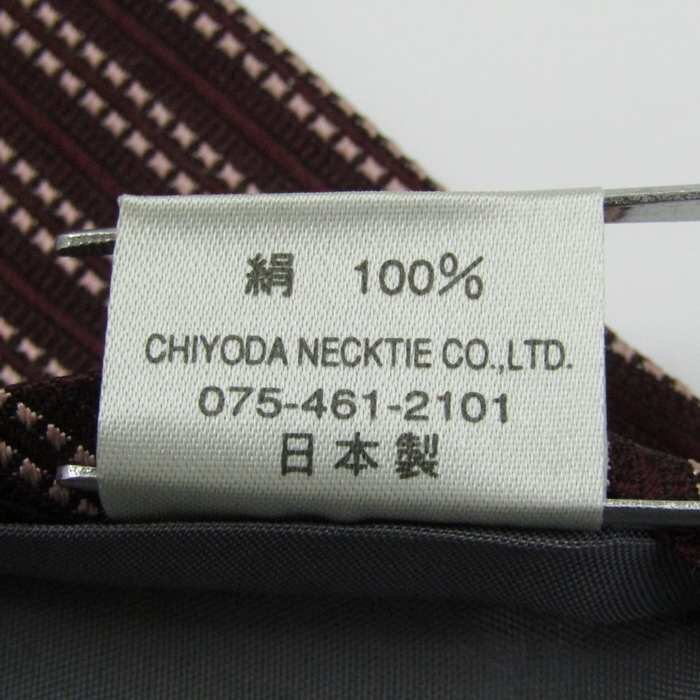 絹 100%
CHIYODA NECKTIE CO.,LTD.
075-461-2101
日本製